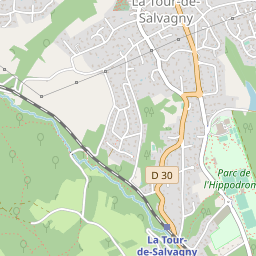 La Tour-de-
Salvagny
D 30
Parc de
l'Hippodrom
La Tour-
de-Salvagny